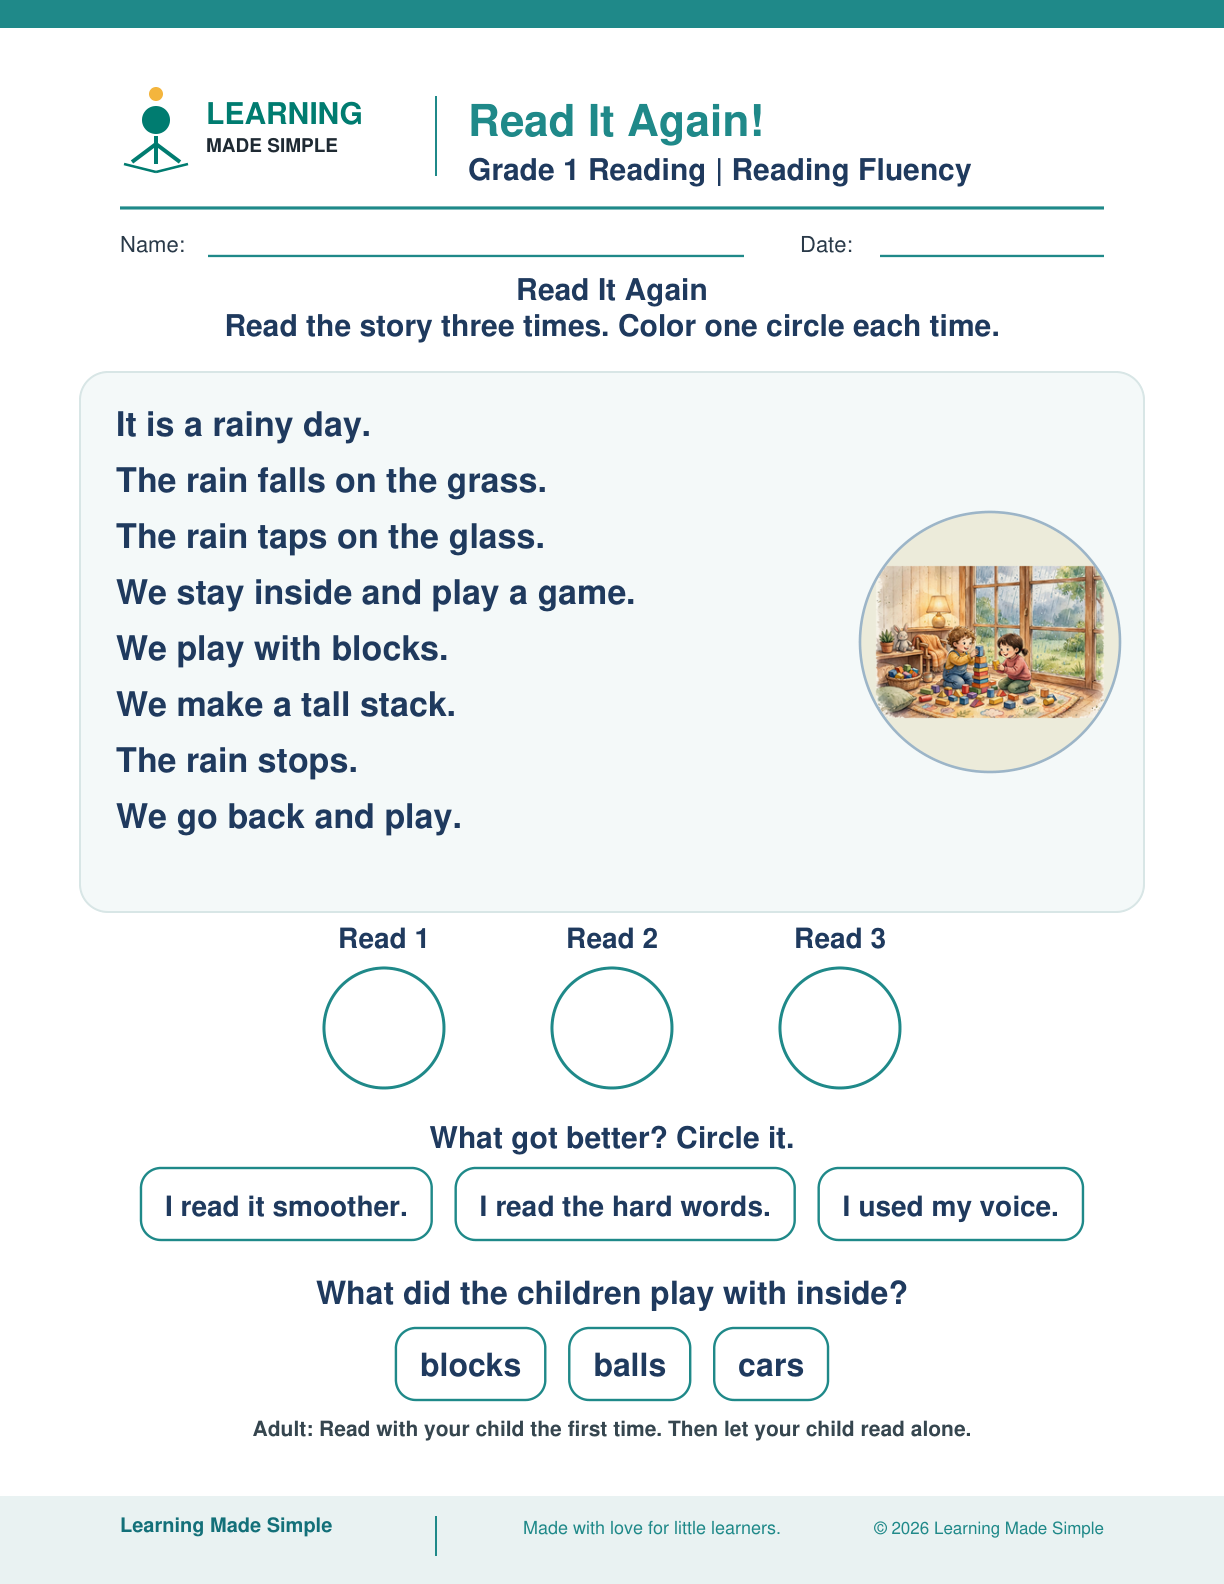 LEARNING
MADE SIMPLE
Read It Again!
Grade 1 Reading | Reading Fluency
Name:
Date:
Read It Again
Read the story three times. Color one circle each time.
It is a rainy day.
The rain falls on the grass.
The rain taps on the glass.
We stay inside and play a game.
We play with blocks.
We make a tall stack.
The rain stops.
We go back and play.
Read 1
Read 2
Read 3
What got better? Circle it.
I read it smoother.
I read the hard words.
I used my voice.
What did the children play with inside?
blocks
balls
cars
Adult: Read with your child the first time. Then let your child read alone.
Learning Made Simple
Made with love for little learners.
© 2026 Learning Made Simple